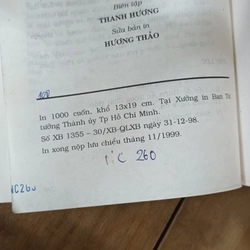 Biên tập
THANH HƯƠNG
Sửa bản in
HƯƠNG THẢO
In 1000 cuốn, khổ 13x19 cm. Tại Xưởng in Ban Tư
tưởng Thành ủy Tp Hồ Chí Minh.
Số XB 1355 - 30/XB-QLXB ngày 31-12-98.
In xong nộp lưu chiểu tháng 11/1999.
260